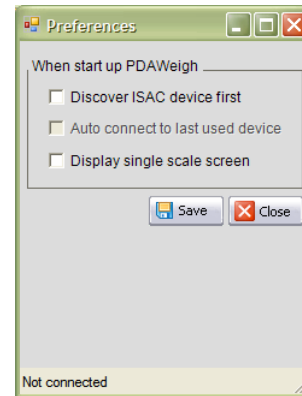 Preferences
When start up PDAWeigh
Discover ISAC device first
Auto connect to last used device
Display single scale screen
Save Close
Not connected